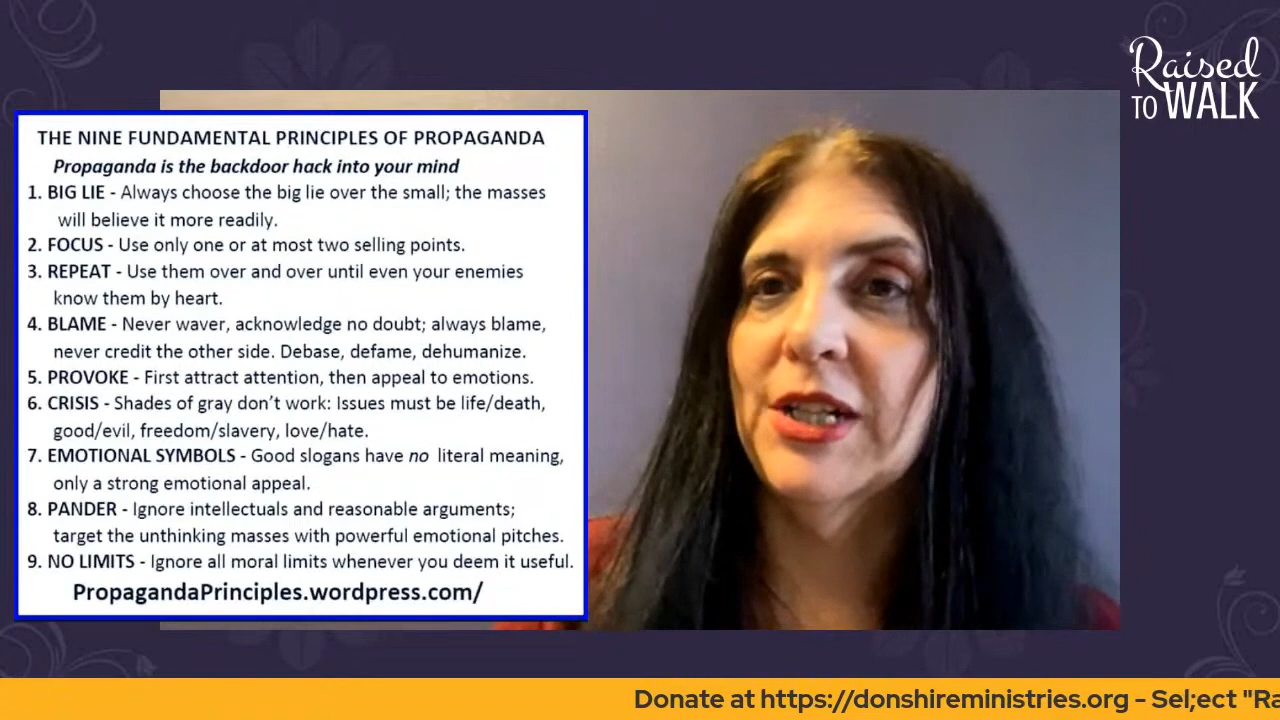 Raised
TO WALK
THE NINE FUNDAMENTAL PRINCIPLES OF PROPAGANDA
Propaganda is the backdoor hack into your mind
1. BIG LIE - Always choose the big lie over the small; the masses
will believe it more readily.
2. FOCUS - Use only one or at most two selling points.
3. REPEAT - Use them over and over until even your enemies
know them by heart.
4. BLAME - Never waver, acknowledge no doubt; always blame,
never credit the other side. Debase, defame, dehumanize.
5. PROVOKE - First attract attention, then appeal to emotions.
6. CRISIS - Shades of gray don’t work: Issues must be life/death,
good/evil, freedom/slavery, love/hate.
7. EMOTIONAL SYMBOLS - Good slogans have no literal meaning,
only a strong emotional appeal.
8. PANDER - Ignore intellectuals and reasonable arguments;
target the unthinking masses with powerful emotional pitches.
9. NO LIMITS - Ignore all moral limits whenever you deem it useful.
PropagandaPrinciples.wordpress.com/
Donate at https://donshireministries.org - Sel;ect "Ra